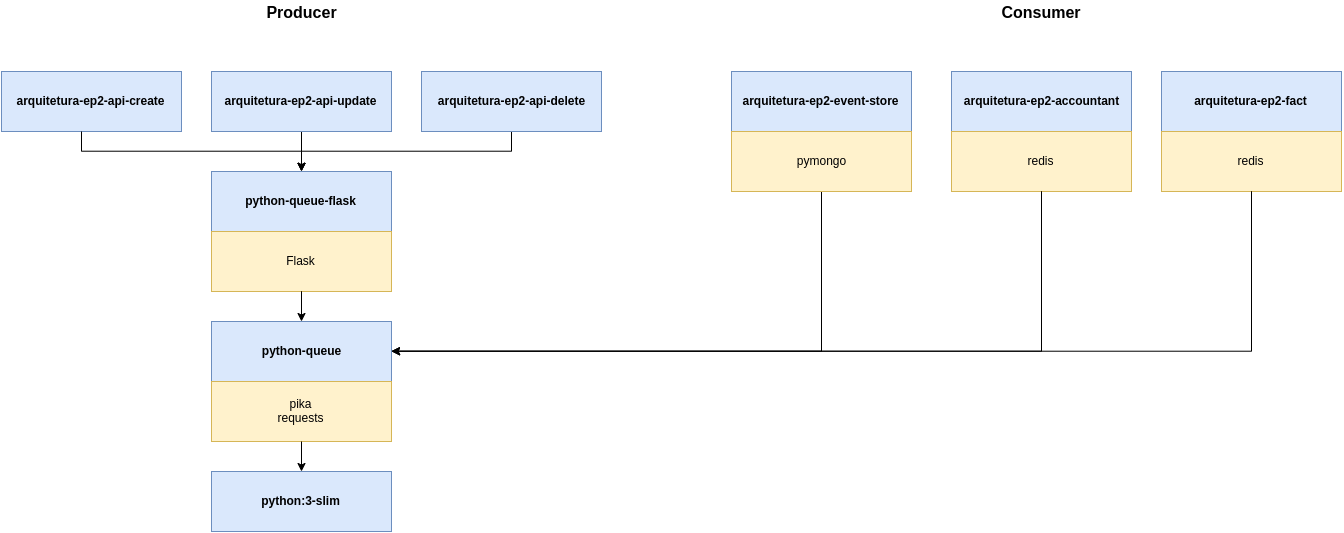 Producer
Consumer
arquitetura-ep2-api-create
arquitetura-ep2-api-update
arquitetura-ep2-api-delete
arquitetura-ep2-event-store
arquitetura-ep2-accountant
arquitetura-ep2-fact
pymongo
redis
redis
python-queue-flask
Flask
python-queue
pika
requests
python:3-slim